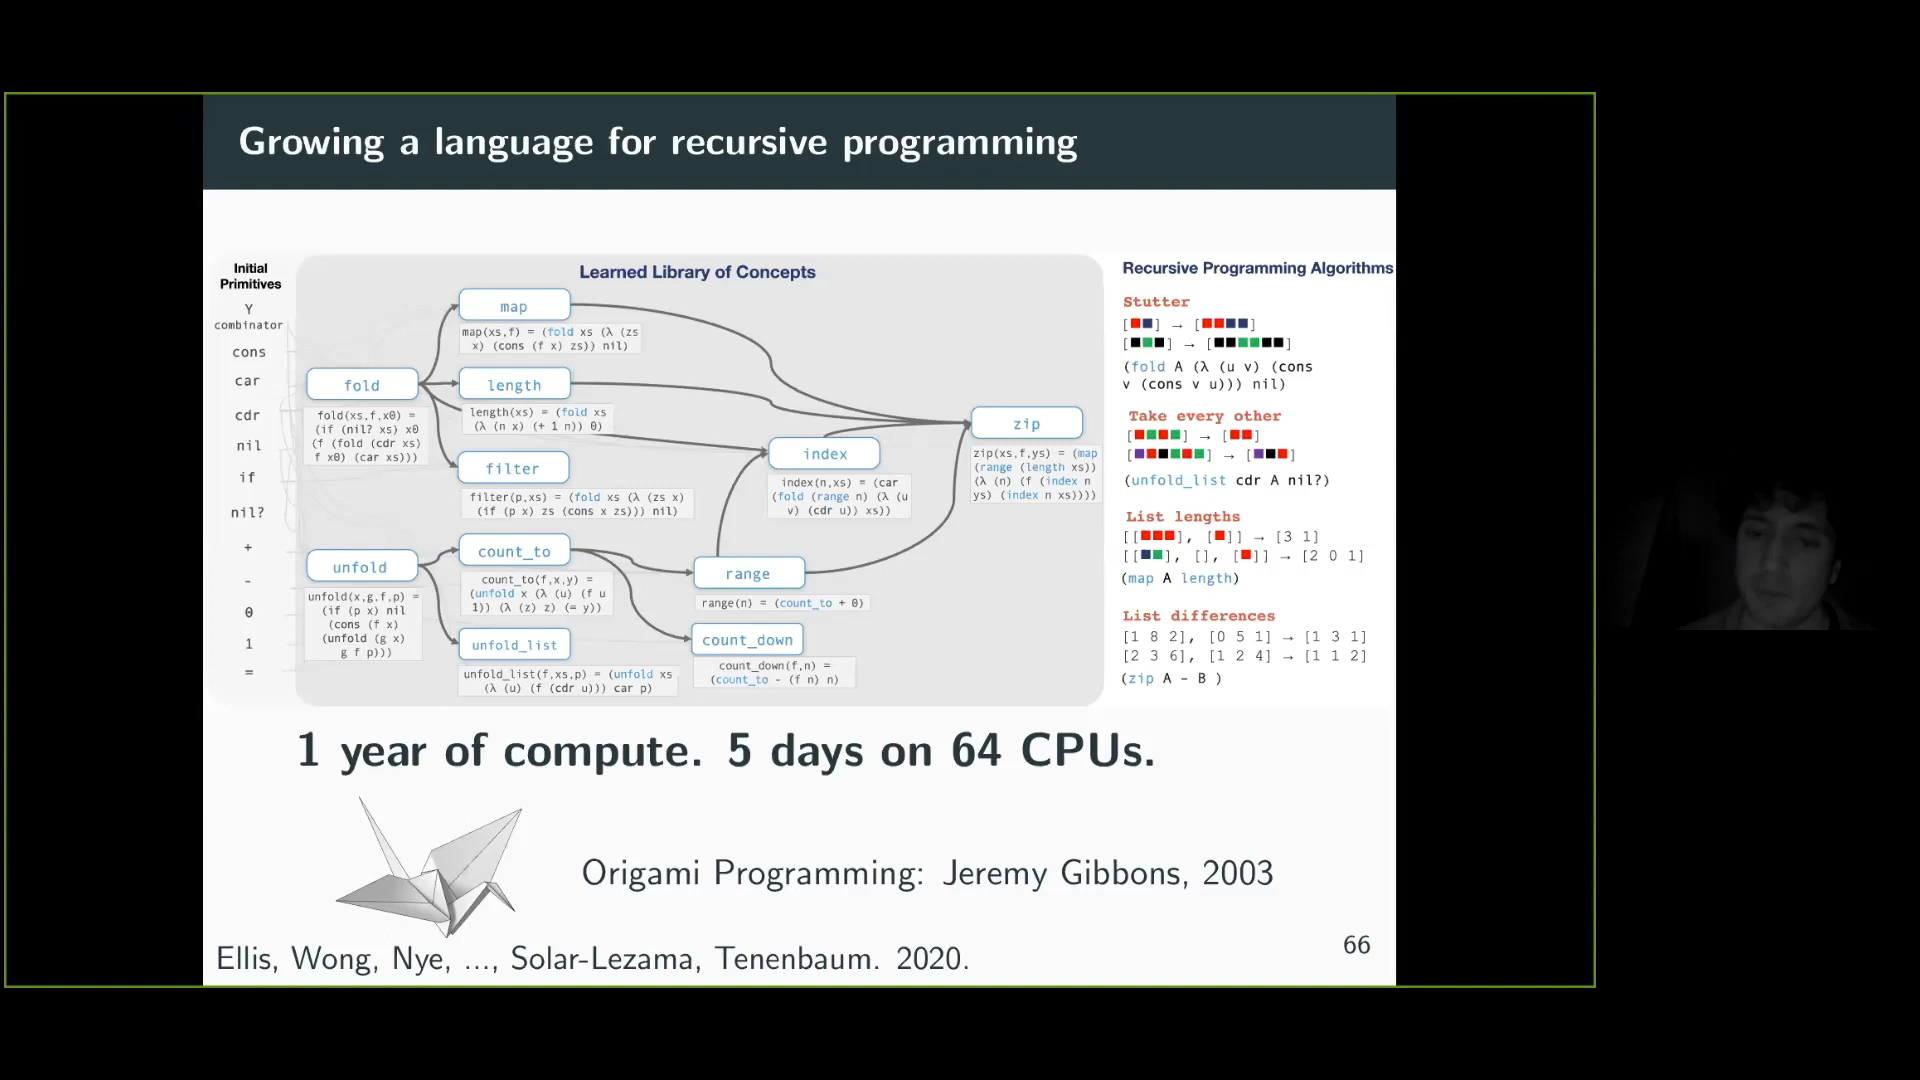 Growing a language for recursive programming
Initial
Primitives
Y
combinator
cons
car
cdr
nil
if
nil?
+
-
0
1
=
Learned Library of Concepts
fold
fold(xs,f,x0) =
(if (nil? xs) x0
(f (fold (cdr xs)
f x0) (car xs)))
unfold
unfold(x,g,f,p) =
(if (p x) nil
(cons (f x)
(unfold (g x)
g f p)))
map
map(xs,f) = (fold xs (λ (zs
x) (cons (f x) zs)) nil)
length
length(xs) = (fold xs
(λ (n x) (+ 1 n)) 0)
filter
filter(p,xs) = (fold xs (λ (zs x)
(if (p x) zs (cons x zs))) nil)
count_to
count_to(f,x,y) =
(unfold x (λ (u) (f u
1)) (λ (z) z) (= y))
unfold_list
unfold_list(f,xs,p) = (unfold xs
(λ (u) (f (cdr u))) car p)
index
index(n,xs) = (car
(fold (range n) (λ (u
v) (cdr u)) xs))
range
range(n) = (count_to + 0)
count_down
count_down(f,n) =
(count_to - (f n) n)
zip
zip(xs,f,ys) = (map
(range (length xs))
(λ (n) (f (index n
ys) (index n xs))))
Recursive Programming Algorithms
Stutter
[ ] → [ ]
[ ] → [ ]
(fold A (λ (u v) (cons
v (cons v u))) nil)
Take every other
[ ] → [ ]
[ ] → [ ]
(unfold_list cdr A nil?)
List lengths
[[ ], [ ]] → [3 1]
[[ ], [], [ ]] → [2 0 1]
(map A length)
List differences
[1 8 2], [0 5 1] → [1 3 1]
[2 3 6], [1 2 4] → [1 1 2]
(zip A - B )
1 year of compute. 5 days on 64 CPUs.
Origami Programming: Jeremy Gibbons, 2003
Ellis, Wong, Nye, ..., Solar-Lezama, Tenenbaum. 2020.
66